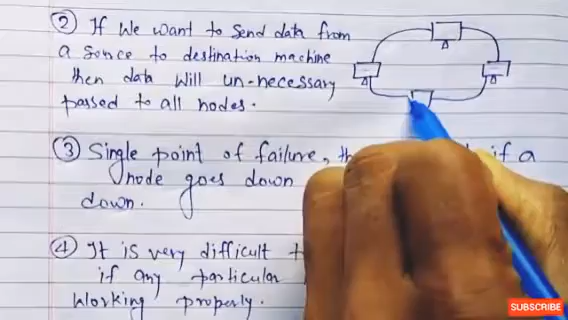 ② If We want to Send data from
a Sonce to destination machine
then data Will un-necessary
passed to all nodes.
③ Single point of failure, if a
node goes down
down.
④ It is very difficult
if any particular
Working properly.
SUBSCRIBE